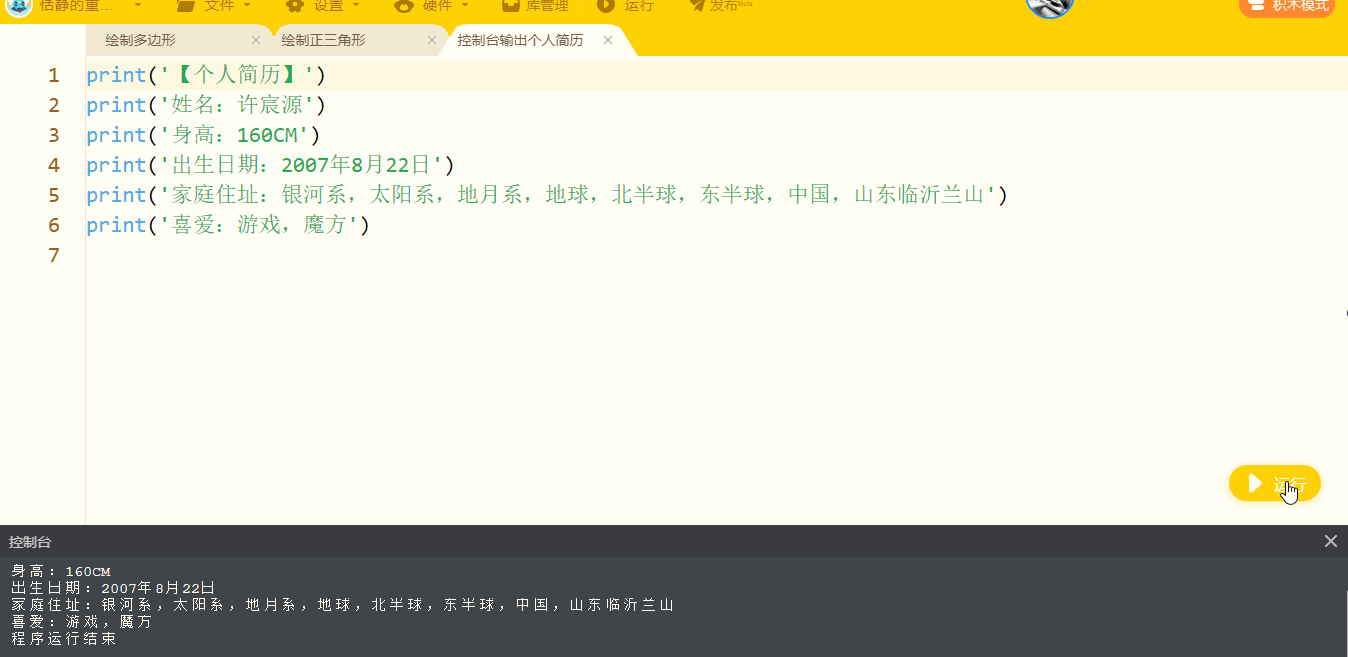 恬静的重... 文件 设置 硬件 库管理 运行 发布Beta 积木模式
绘制多边形 绘制正三角形 控制台输出个人简历
1 print('【个人简历】')
2 print('姓名：许宸源')
3 print('身高：160CM')
4 print('出生日期：2007年8月22日')
5 print('家庭住址：银河系，太阳系，地月系，地球，北半球，东半球，中国，山东临沂兰山')
6 print('喜爱：游戏，魔方')
7
运行
控制台
身高：160CM
出生日期：2007年8月22日
家庭住址：银河系，太阳系，地月系，地球，北半球，东半球，中国，山东临沂兰山
喜爱：游戏，魔方
程序运行结束